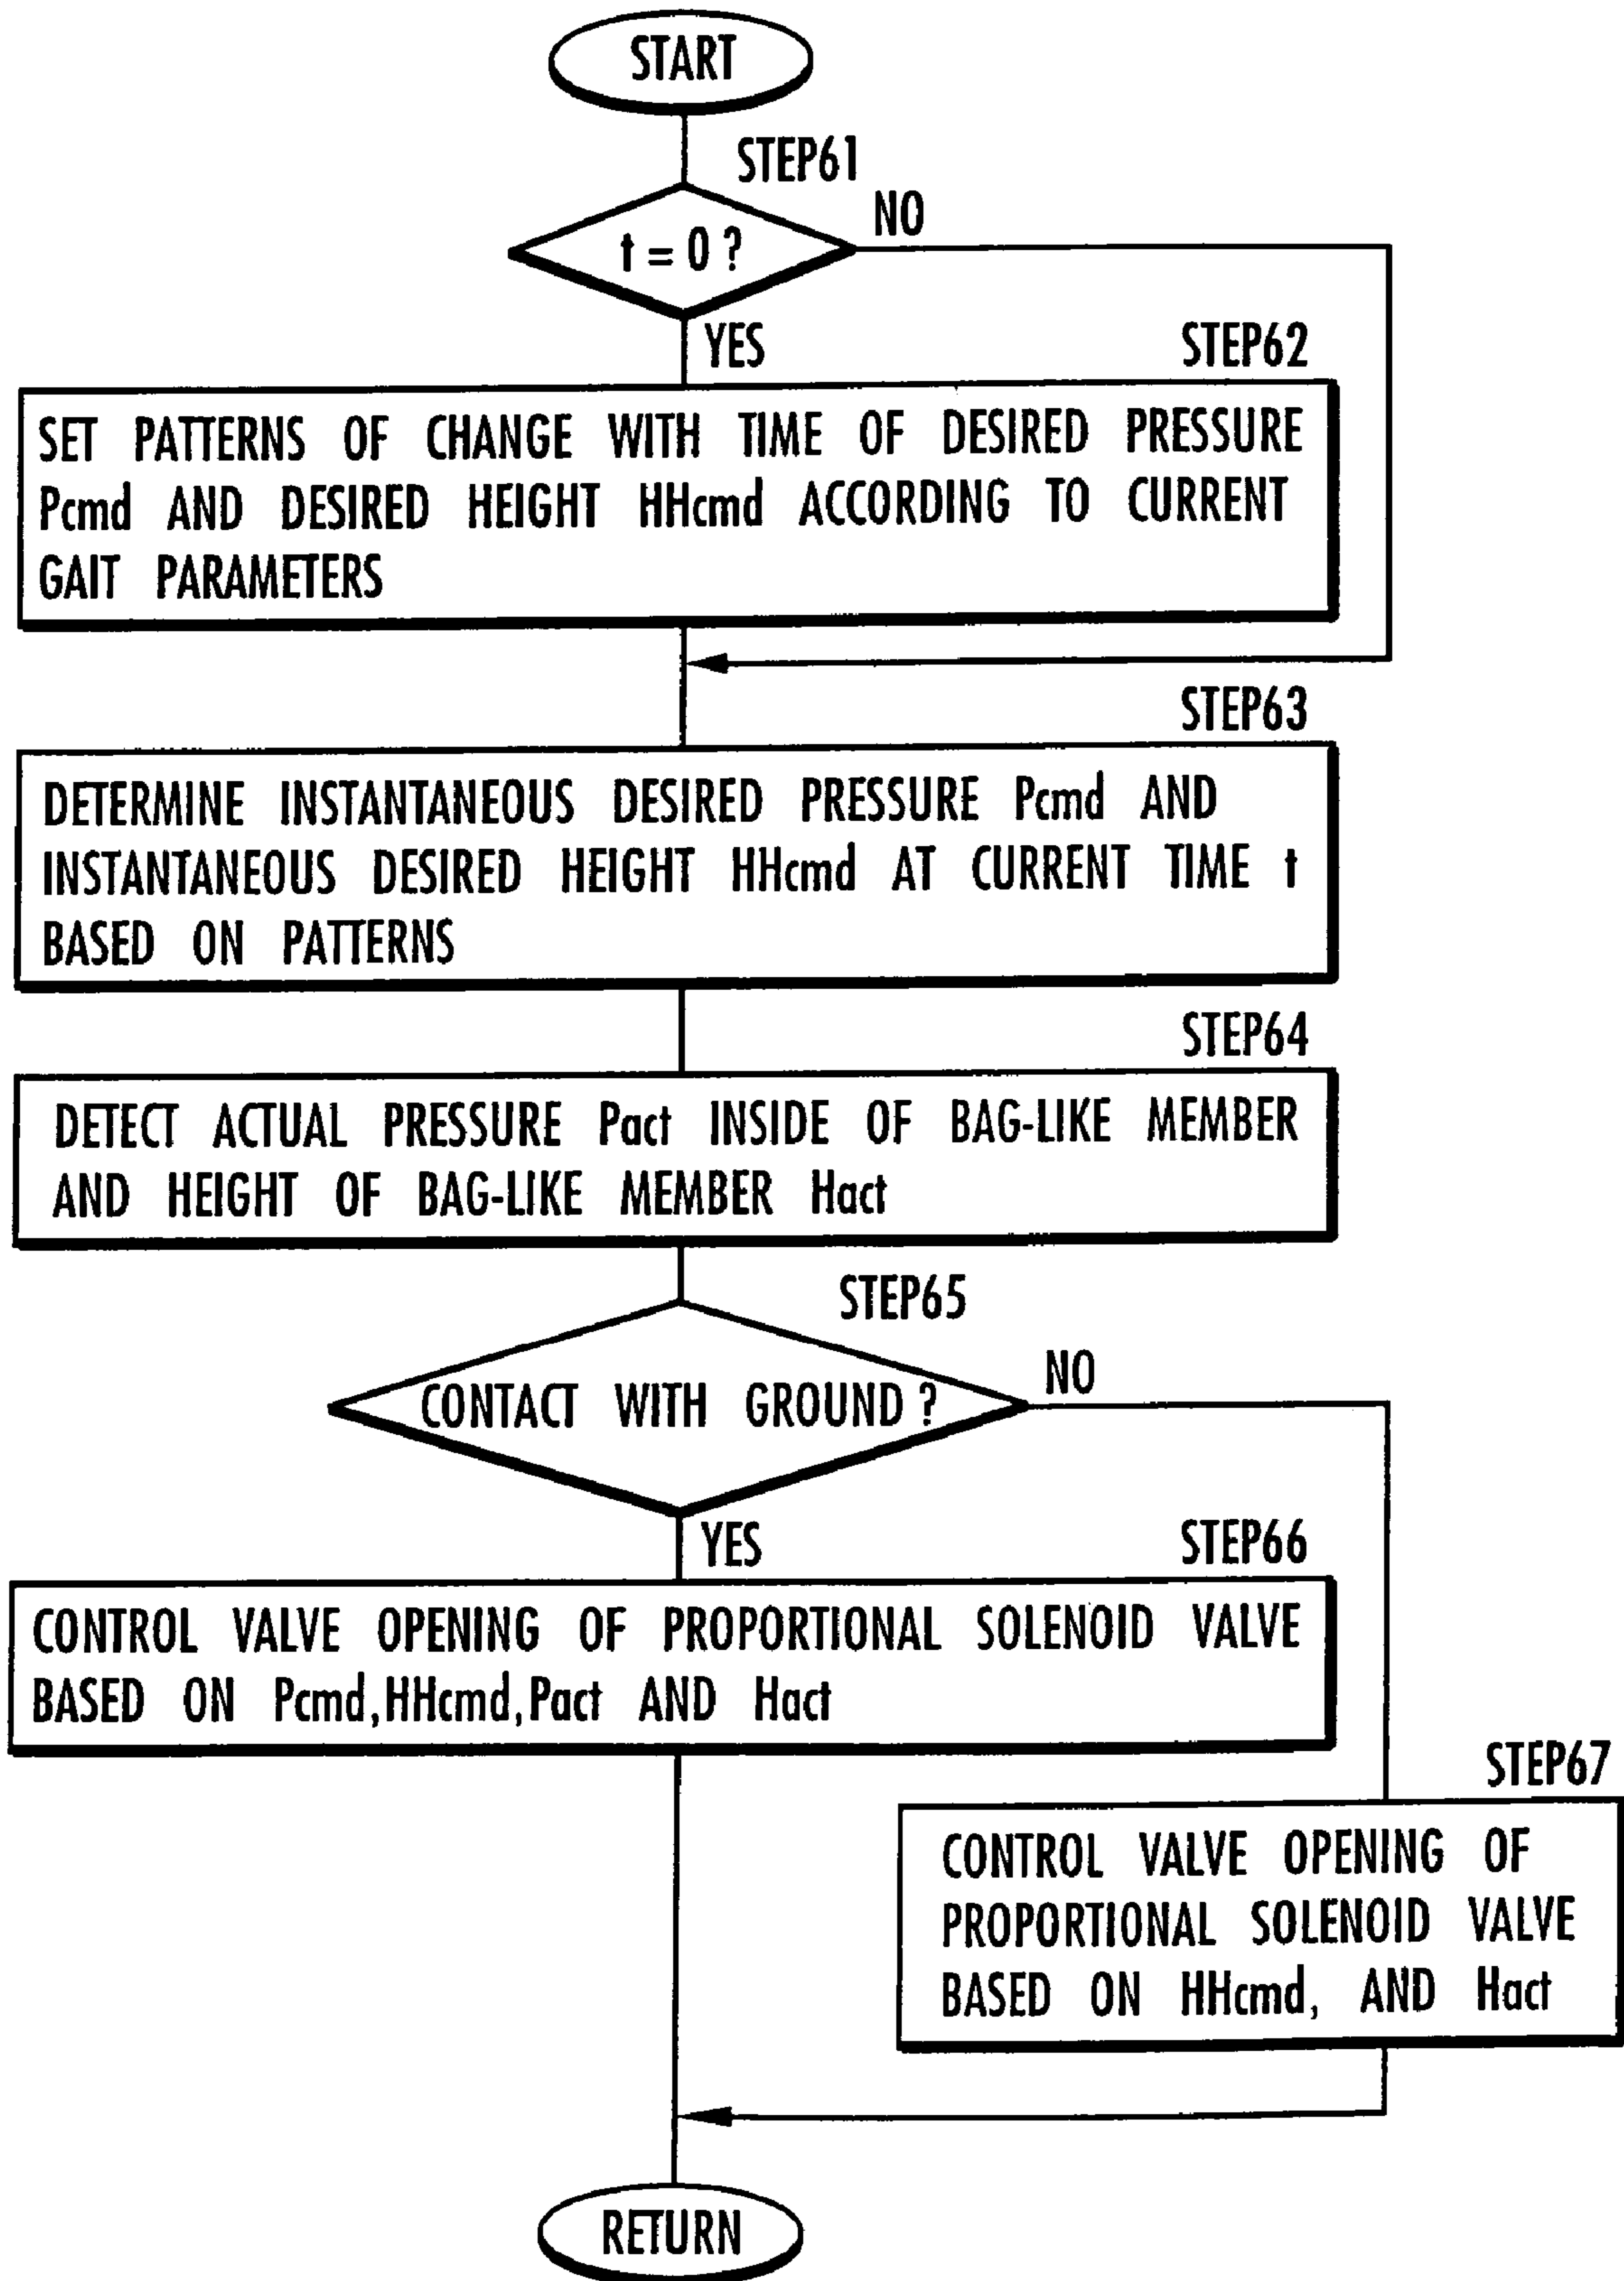 START
STEP61
t = 0 ?
NO
YES
STEP62
SET PATTERNS OF CHANGE WITH TIME OF DESIRED PRESSURE
Pcmd AND DESIRED HEIGHT HHcmd ACCORDING TO CURRENT
GAIT PARAMETERS
STEP63
DETERMINE INSTANTANEOUS DESIRED PRESSURE Pcmd AND
INSTANTANEOUS DESIRED HEIGHT HHcmd AT CURRENT TIME t
BASED ON PATTERNS
STEP64
DETECT ACTUAL PRESSURE Pact INSIDE OF BAG-LIKE MEMBER
AND HEIGHT OF BAG-LIKE MEMBER Hact
STEP65
CONTACT WITH GROUND ?
NO
YES
STEP66
CONTROL VALVE OPENING OF PROPORTIONAL SOLENOID VALVE
BASED ON Pcmd,HHcmd,Pact AND Hact
STEP67
CONTROL VALVE OPENING OF
PROPORTIONAL SOLENOID VALVE
BASED ON HHcmd, AND Hact
RETURN